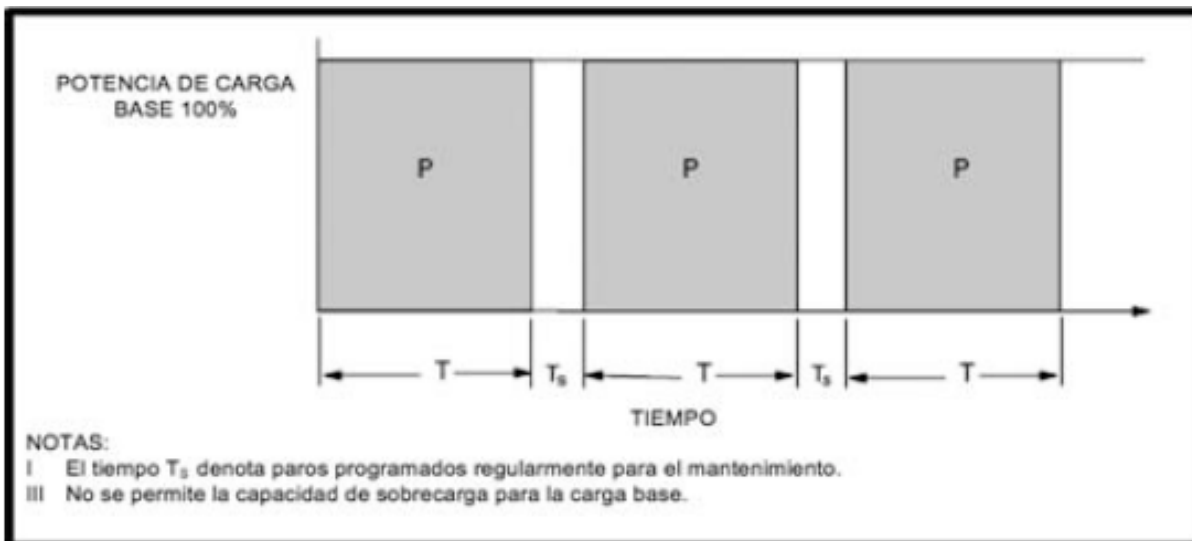 POTENCIA DE CARGA
BASE 100%
P
P
P
T
Ts
T
Ts
T
TIEMPO
NOTAS:
I El tiempo Ts denota paros programados regularmente para el mantenimiento.
III No se permite la capacidad de sobrecarga para la carga base.